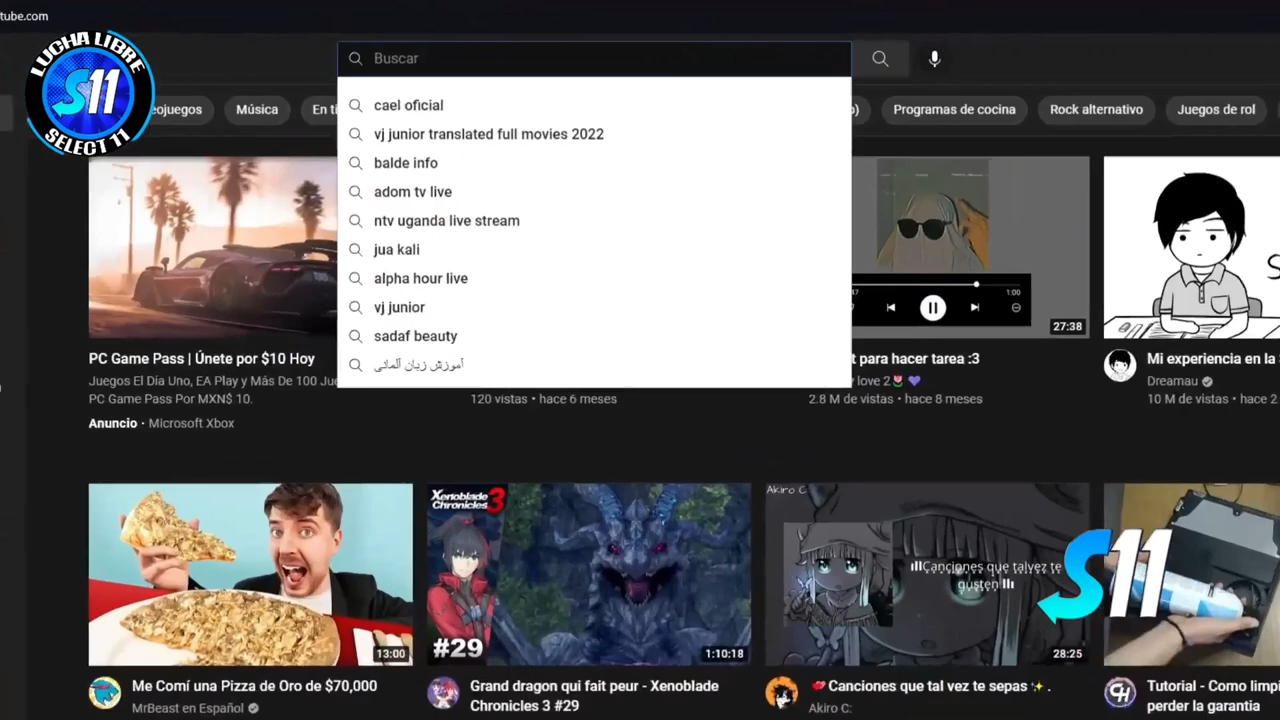 tube.com
LUCHA LIBRE
S11
SELECT 11
Buscar
Música
Programas de cocina
Rock alternativo
Juegos de rol
cael oficial
vj junior translated full movies 2022
balde info
adom tv live
ntv uganda live stream
jua kali
alpha hour live
vj junior
sadaf beauty
آموزش زبان آلمانی
1:00
27:38
PC Game Pass | Únete por $10 Hoy
Juegos El Día Uno, EA Play y Más De 100
PC Game Pass Por MXN$ 10.
Anuncio · Microsoft Xbox
120 vistas • hace 6 meses
para hacer tarea :3
love 2🌷💜
2.8 M de vistas • hace 8 meses
Mi experiencia en la
Dreamau
10 M de vistas • hace 2
13:00
Me Comí una Pizza de Oro de $70,000
MrBeast en Español
Xenoblade
Chronicles 3
#29
1:10:18
Grand dragon qui fait peur - Xenoblade
Chronicles 3 #29
Akiro C
Canciones que talvez te
gusten
28:25
💋Canciones que tal vez te sepas ✨ .
Akiro C:
S11
Tutorial - Como
perder la garantia